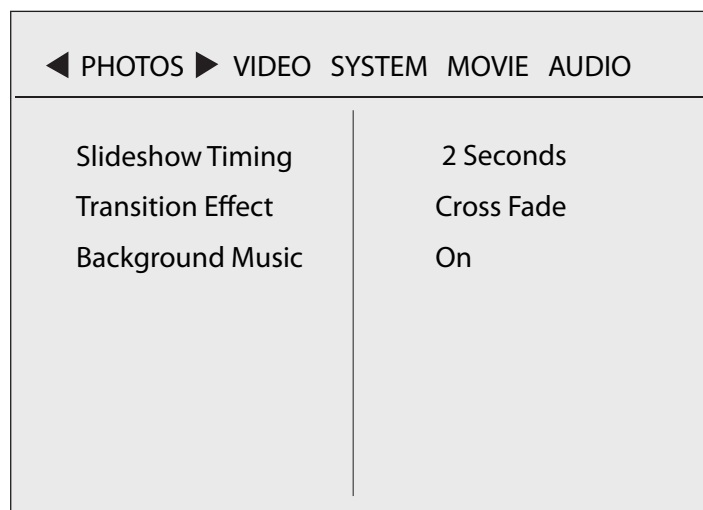 PHOTOS VIDEO SYSTEM MOVIE AUDIO
Slideshow Timing 2 Seconds
Transition Effect Cross Fade
Background Music On